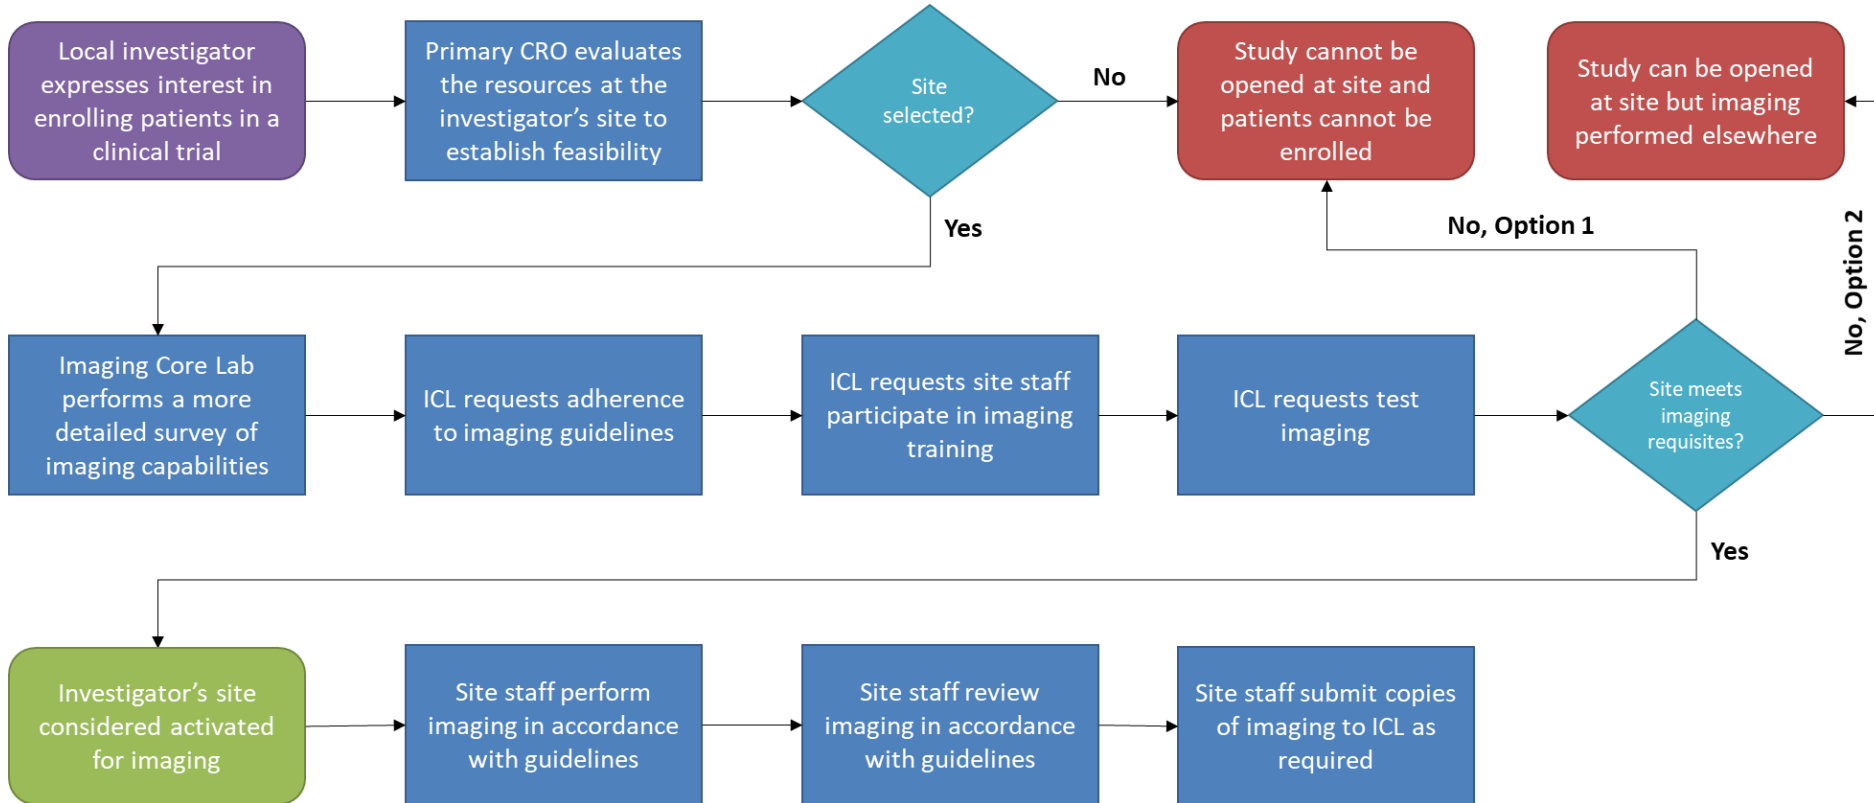 Local investigator
expresses interest in
enrolling patients in a
clinical trial
Primary CRO evaluates
the resources at the
investigator’s site to
establish feasibility
Site
selected?
No
Study cannot be
opened at site and
patients cannot be
enrolled
Study can be opened
at site but imaging
performed elsewhere
Yes
No, Option 1
No, Option 2
Imaging Core Lab
performs a more
detailed survey of
imaging capabilities
ICL requests adherence
to imaging guidelines
ICL requests site staff
participate in imaging
training
ICL requests test
imaging
Site meets
imaging
requisites?
Yes
Investigator’s site
considered activated
for imaging
Site staff perform
imaging in accordance
with guidelines
Site staff review
imaging in accordance
with guidelines
Site staff submit copies
of imaging to ICL as
required